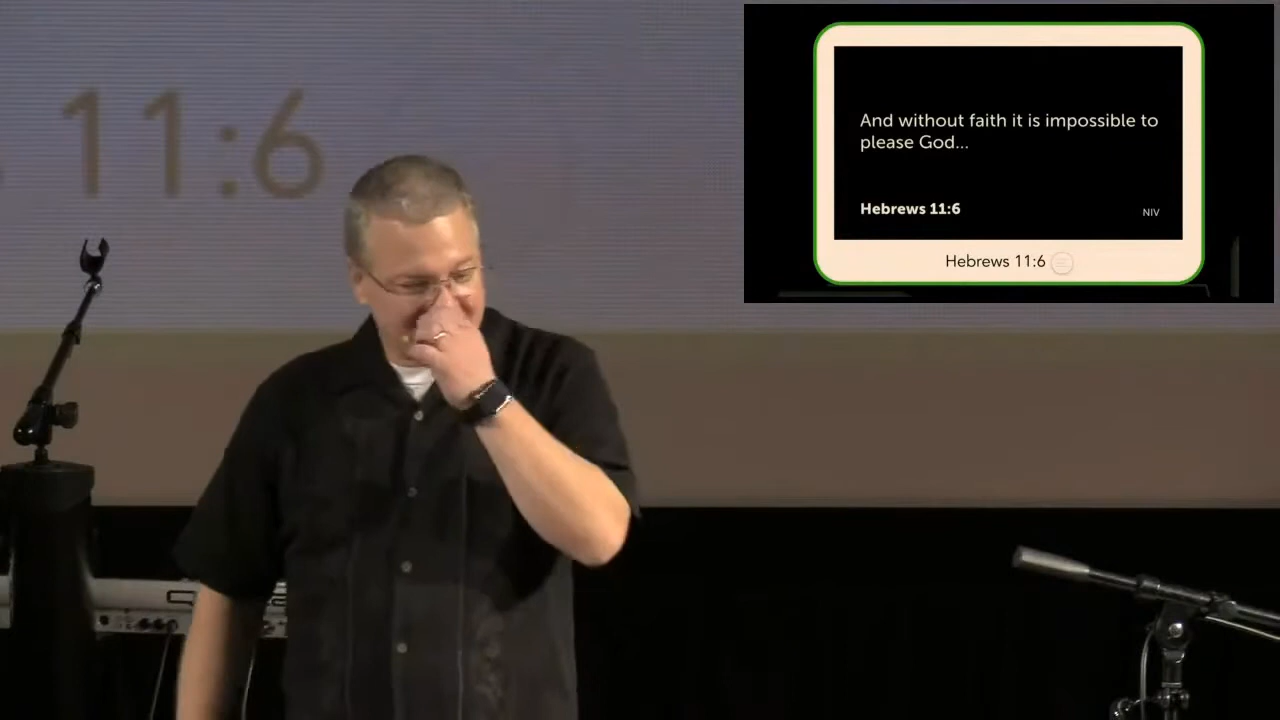 11:6
And without faith it is impossible to
please God...
Hebrews 11:6
NIV
Hebrews 11:6